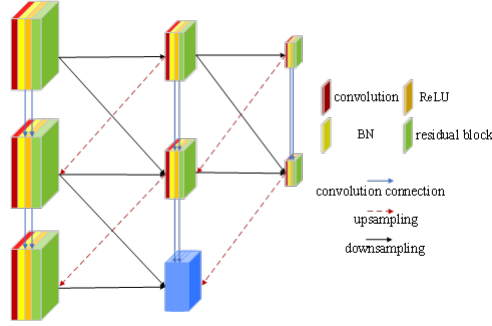 convolution
ReLU
BN
residual block
convolution connection
upsampling
downsampling